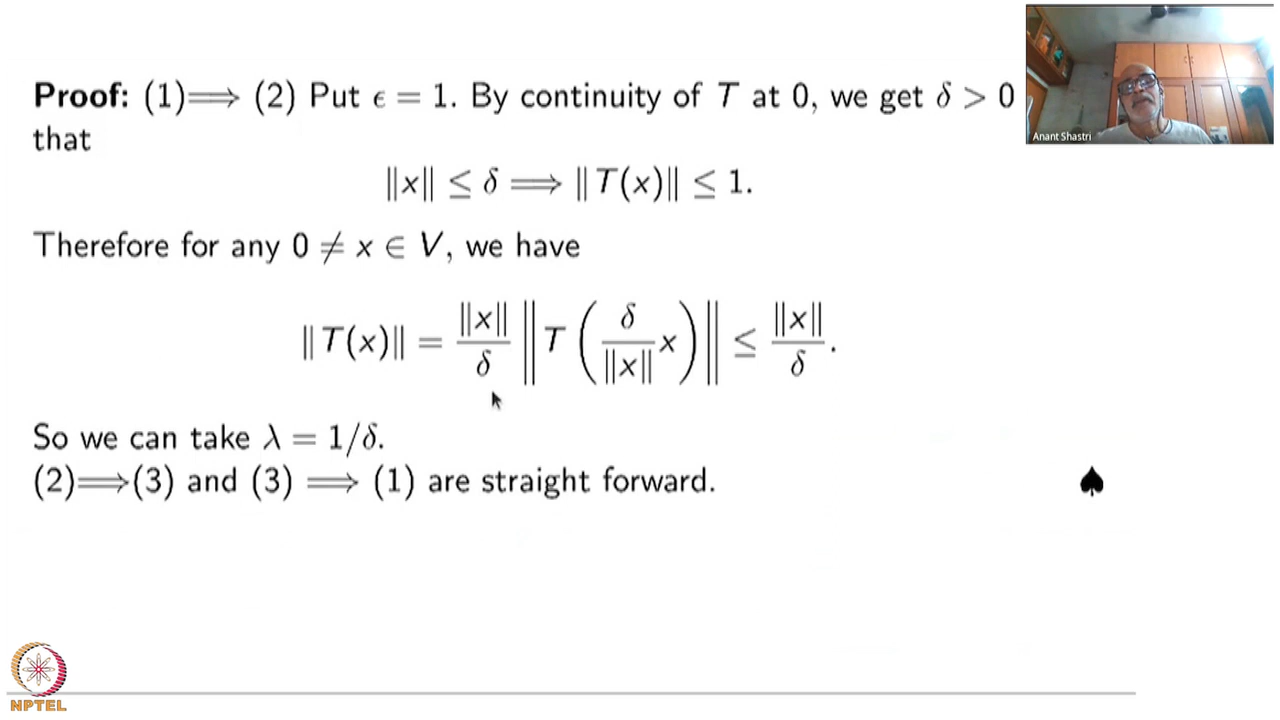 Proof: (1)⟹ (2) Put ϵ = 1. By continuity of T at 0, we get δ > 0
that
‖x‖ ≤ δ ⟹ ‖T(x)‖ ≤ 1.
Therefore for any 0 ≠ x ∈ V, we have
‖T(x)‖ = ‖x‖/δ ‖T(δ/‖x‖ x)‖ ≤ ‖x‖/δ.
So we can take λ = 1/δ.
(2)⟹(3) and (3) ⟹ (1) are straight forward. ♠
Anant Shastri
NPTEL